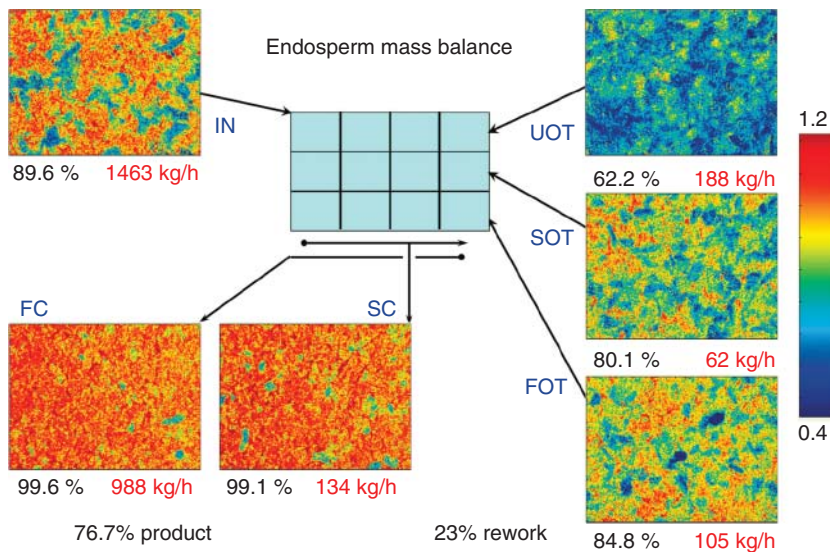 Endosperm mass balance
IN
89.6 % 1463 kg/h
UOT
62.2 % 188 kg/h
SOT
80.1 % 62 kg/h
FOT
84.8 % 105 kg/h
1.2
0.4
FC
99.6 % 988 kg/h
SC
99.1 % 134 kg/h
76.7% product
23% rework